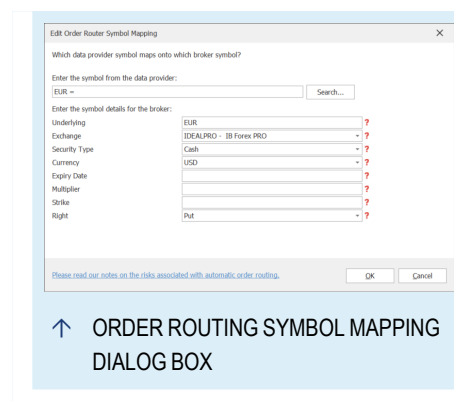 Edit Order Router Symbol Mapping
Which data provider symbol maps onto which broker symbol?
Enter the symbol from the data provider:
EUR = Search...
Enter the symbol details for the broker:
Underlying EUR ?
Exchange IDEALPRO - IB Forex PRO ?
Security Type Cash ?
Currency USD ?
Expiry Date ?
Multiplier ?
Strike ?
Right Put ?
Please read our notes on the risks associated with automatic order routing. OK Cancel
↑ ORDER ROUTING SYMBOL MAPPING
DIALOG BOX